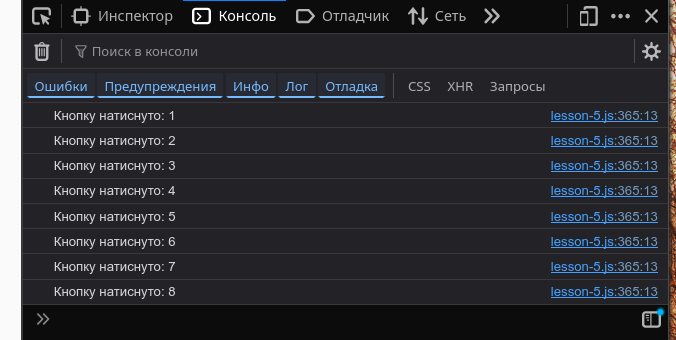 Инспектор Консоль Отладчик Сеть
Поиск в консоли
Ошибки Предупреждения Инфо Лог Отладка CSS XHR Запросы
Кнопку натиснуто: 1 lesson-5.js:365:13
Кнопку натиснуто: 2 lesson-5.js:365:13
Кнопку натиснуто: 3 lesson-5.js:365:13
Кнопку натиснуто: 4 lesson-5.js:365:13
Кнопку натиснуто: 5 lesson-5.js:365:13
Кнопку натиснуто: 6 lesson-5.js:365:13
Кнопку натиснуто: 7 lesson-5.js:365:13
Кнопку натиснуто: 8 lesson-5.js:365:13